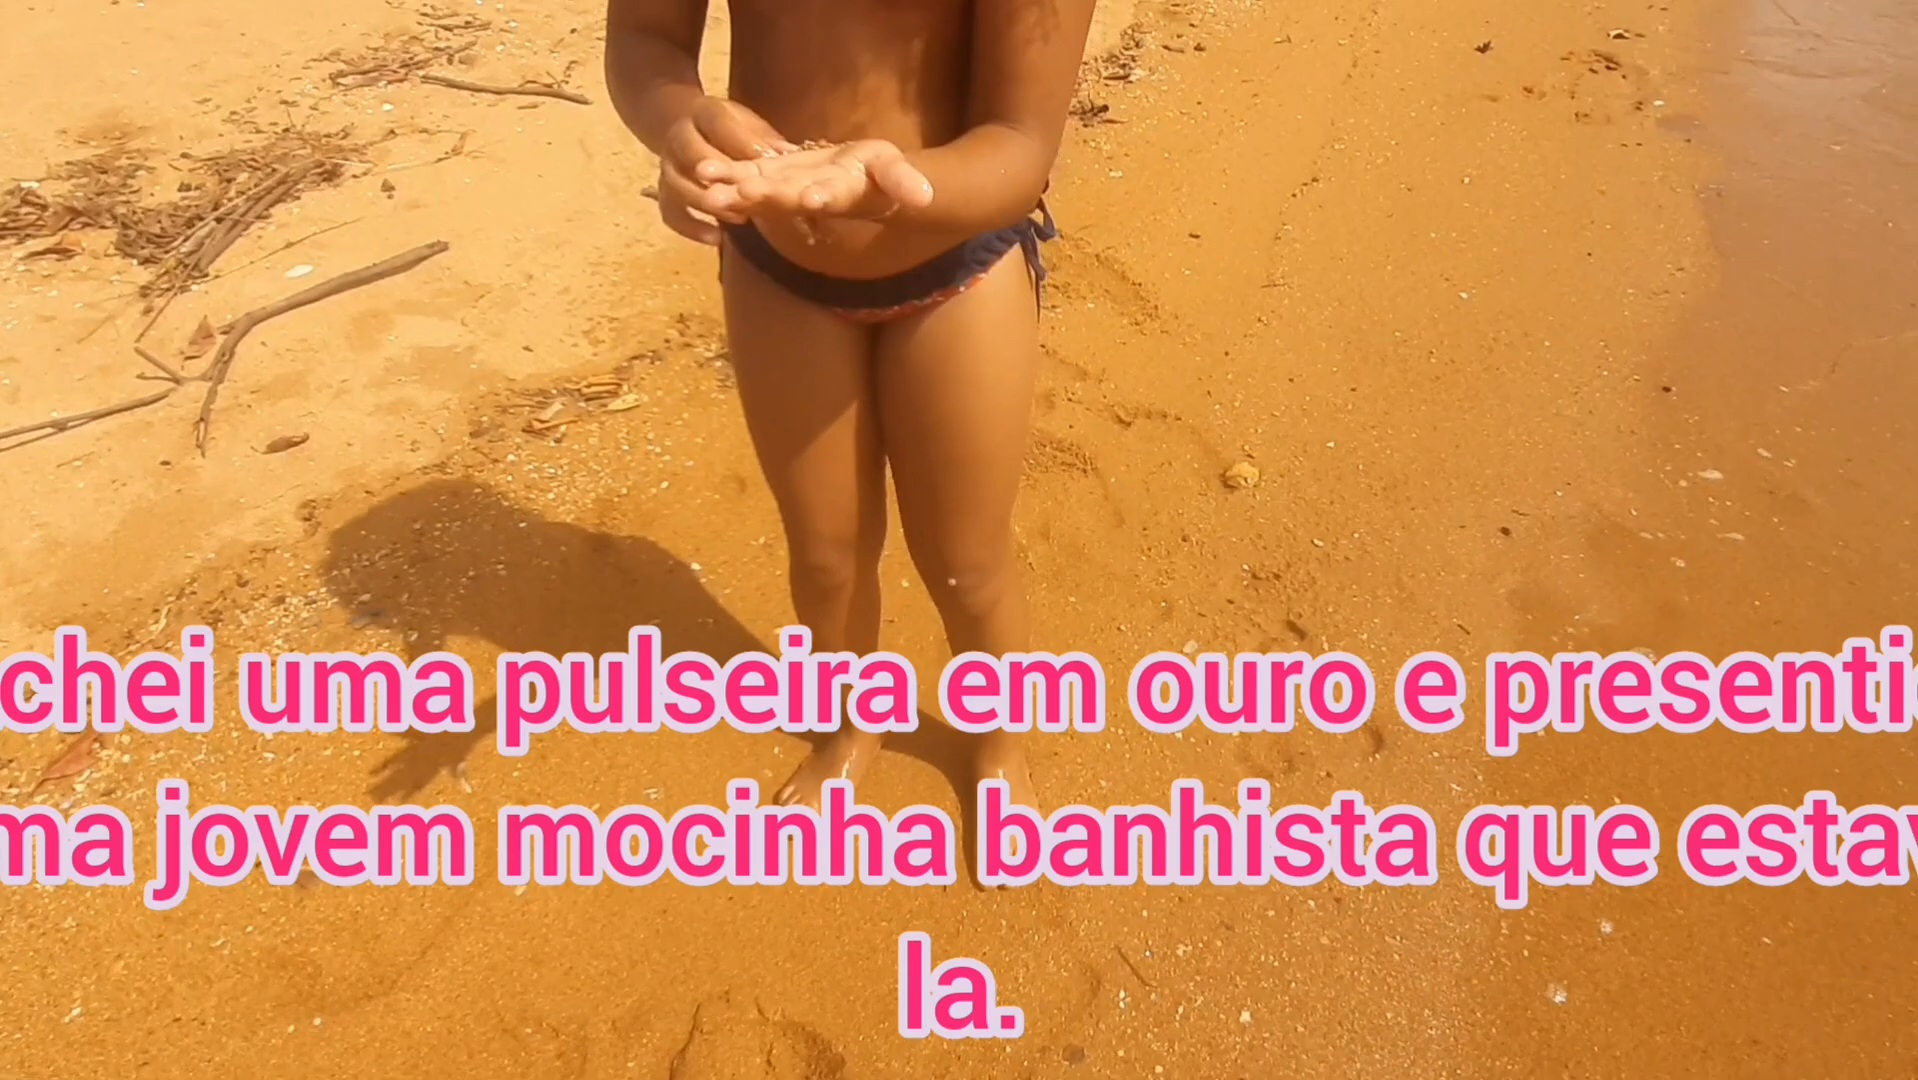 chei uma pulseira em ouro e presenti
ma jovem mocinha banhista que estav
la.